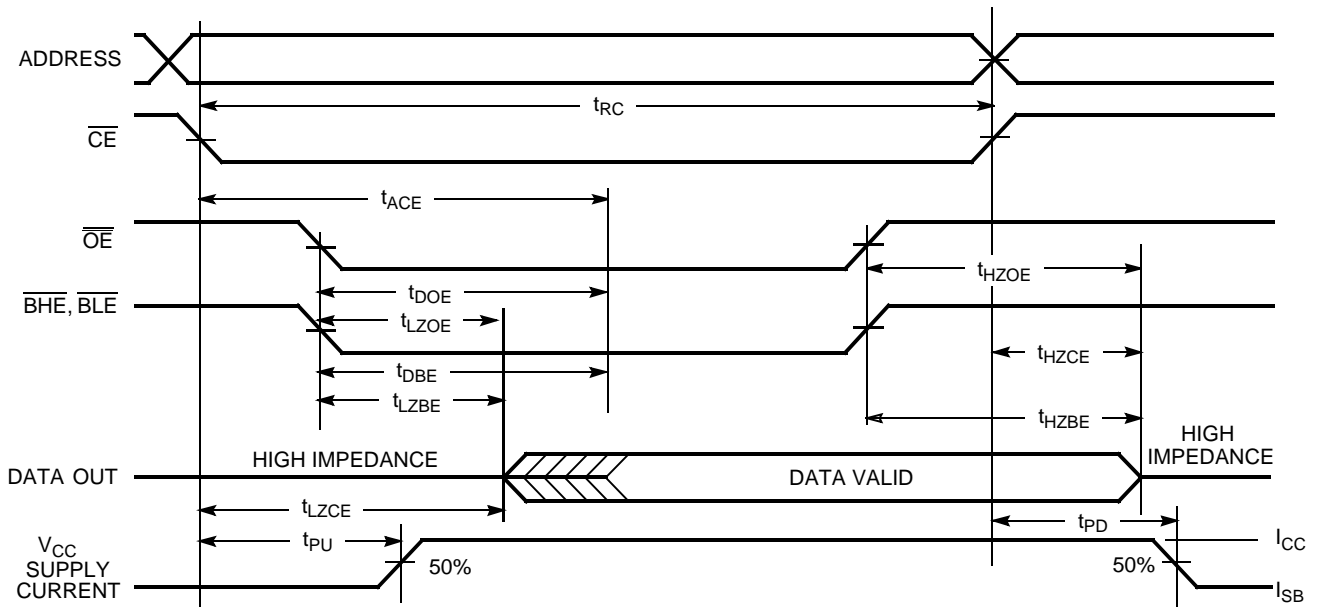 ADDRESS
tRC
CE
tACE
OE
tHZOE
tDOE
BHE, BLE
tLZOE
tHZCE
tDBE
tLZBE
tHZBE
HIGH
IMPEDANCE
HIGH IMPEDANCE
DATA OUT
DATA VALID
tLZCE
tPD
tPU
VCC
SUPPLY
CURRENT
50%
50%
ICC
ISB